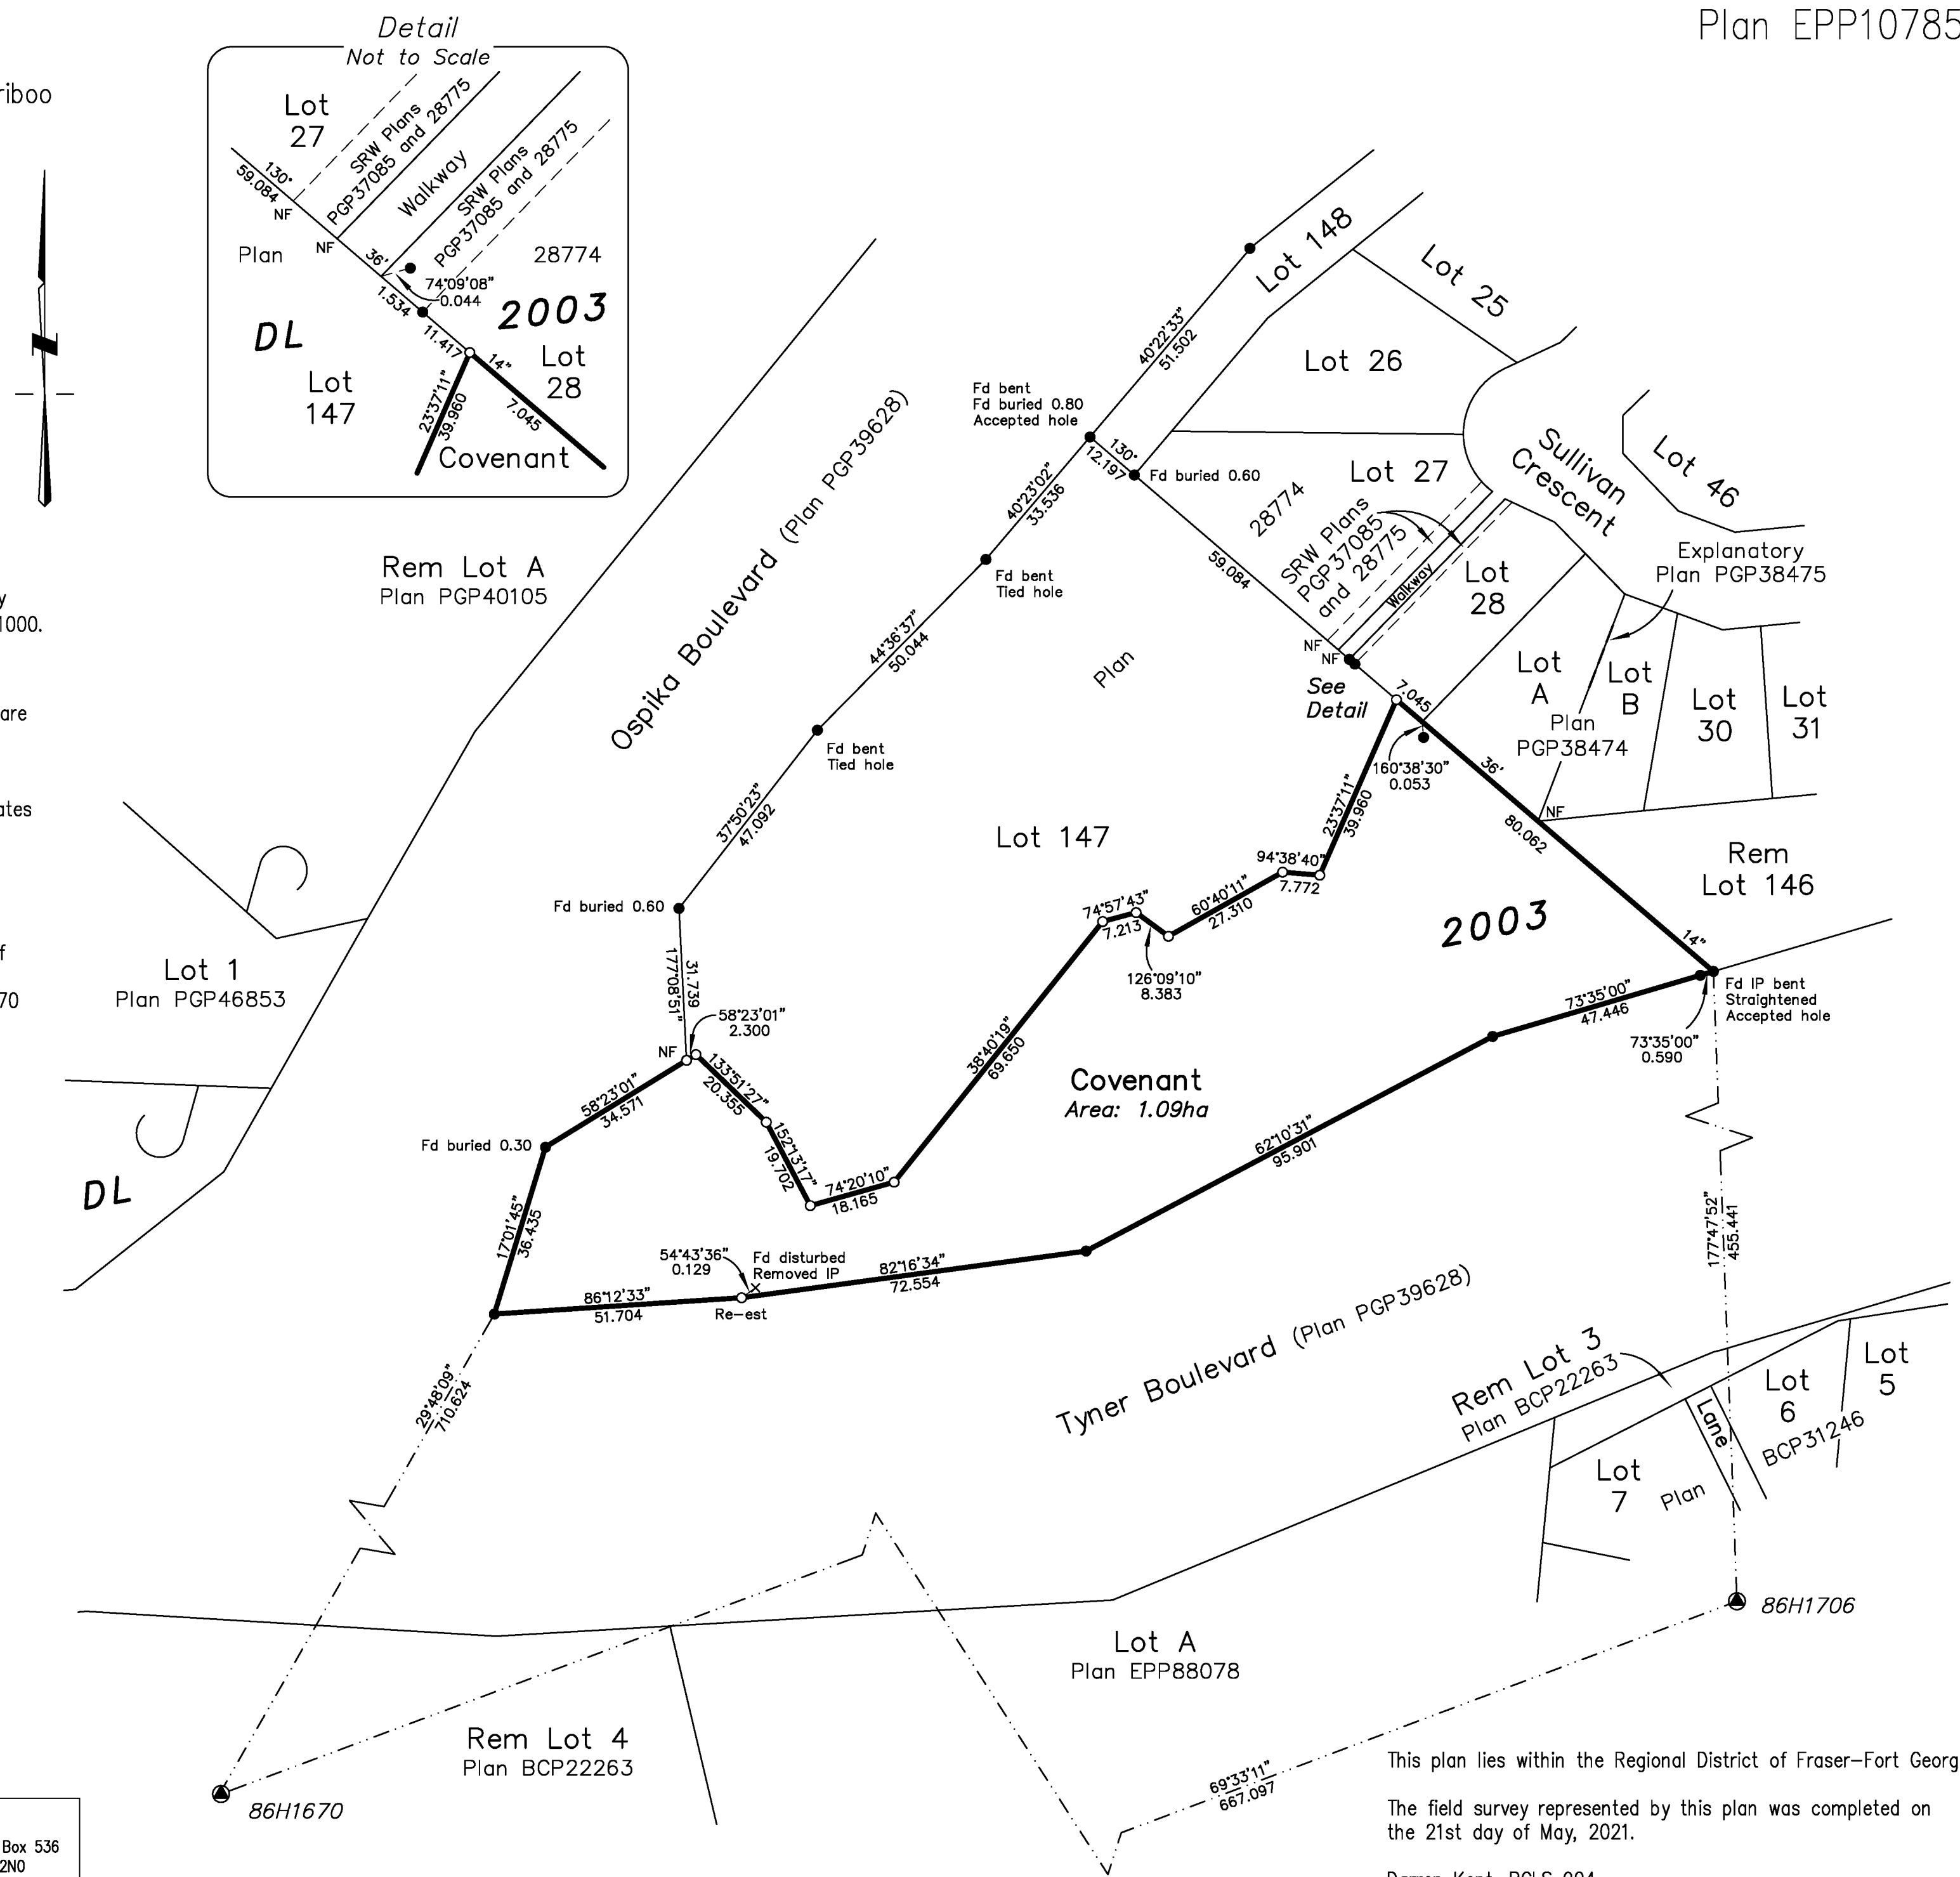 Plan EPP10785
Detail
Not to Scale
Lot
27
SRW Plans
PGP37085 and 28775
Walkway
SRW Plans
PGP37085 and 28775
130°
59.084
NF
NF
Plan
36'
28774
74°09'08"
0.044
1.534
DL
2003
11.417
14"
Lot
28
Lot
147
23°37'11"
39.960
7.045
Covenant
riboo
y
1000.
are
ates
f
70
Lot 148
Lot 25
40°22'33"
51.502
Lot 26
Fd bent
Fd buried 0.80
Accepted hole
130°
12.197
Fd buried 0.60
Lot 27
Sullivan
Crescent
Lot 46
28774
SRW Plans
PGP37085
and 28775
Walkway
Lot
28
Explanatory
Plan PGP38475
40°23'02"
33.536
59.084
Rem Lot A
Plan PGP40105
Ospika Boulevard (Plan PGP39628)
Fd bent
Tied hole
44°36'37"
50.044
Plan
NF
NF
See
Detail
7.045
Lot
A
Lot
B
Plan
PGP38474
Lot
30
Lot
31
Fd bent
Tied hole
160°38'30"
0.053
36'
NF
37°50'23"
47.092
Lot 147
23°37'11"
39.960
80.062
Rem
Lot 146
94°38'40"
7.772
60°40'11"
27.310
74°57'43"
7.213
126°09'10"
8.383
2003
14"
Fd buried 0.60
Lot 1
Plan PGP46853
177°08'51"
31.739
58°23'01"
2.300
NF
Fd IP bent
Straightened
Accepted hole
73°35'00"
47.446
73°35'00"
0.590
38°40'19"
69.650
133°51'27"
20.355
58°23'01"
34.571
Covenant
Area: 1.09ha
Fd buried 0.30
152°13'17"
19.702
74°20'10"
18.165
62°10'31"
95.901
DL
17°01'45"
36.435
177°47'52"
455.441
54°43'36"
0.129
Fd disturbed
Removed IP
82°16'34"
72.554
86°12'33"
51.704
Re-est
Tyner Boulevard (Plan PGP39628)
Rem Lot 3
Plan BCP22263
29°48'09"
710.624
Lane
Lot
6
Lot
5
BCP31246
Lot
7
Plan
86H1706
Lot A
Plan EPP88078
Rem Lot 4
Plan BCP22263
86H1670
69°33'11"
667.097
This plan lies within the Regional District of Fraser-Fort Georg
The field survey represented by this plan was completed on
the 21st day of May, 2021.
Box 536
2N0